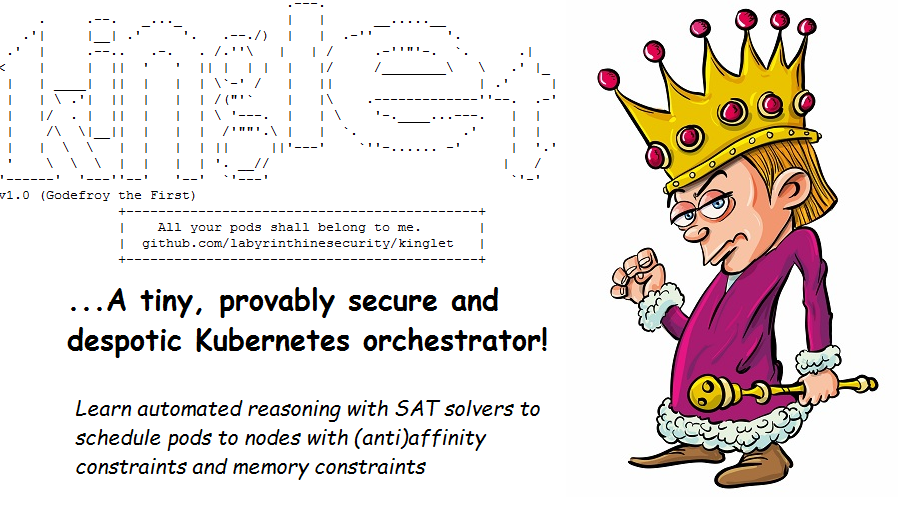 kinglet
v1.0 (Godefroy the First)
All your pods shall belong to me.
github.com/labyrinthinesecurity/kinglet
...A tiny, provably secure and
despotic Kubernetes orchestrator!
Learn automated reasoning with SAT solvers to
schedule pods to nodes with (anti)affinity
constraints and memory constraints